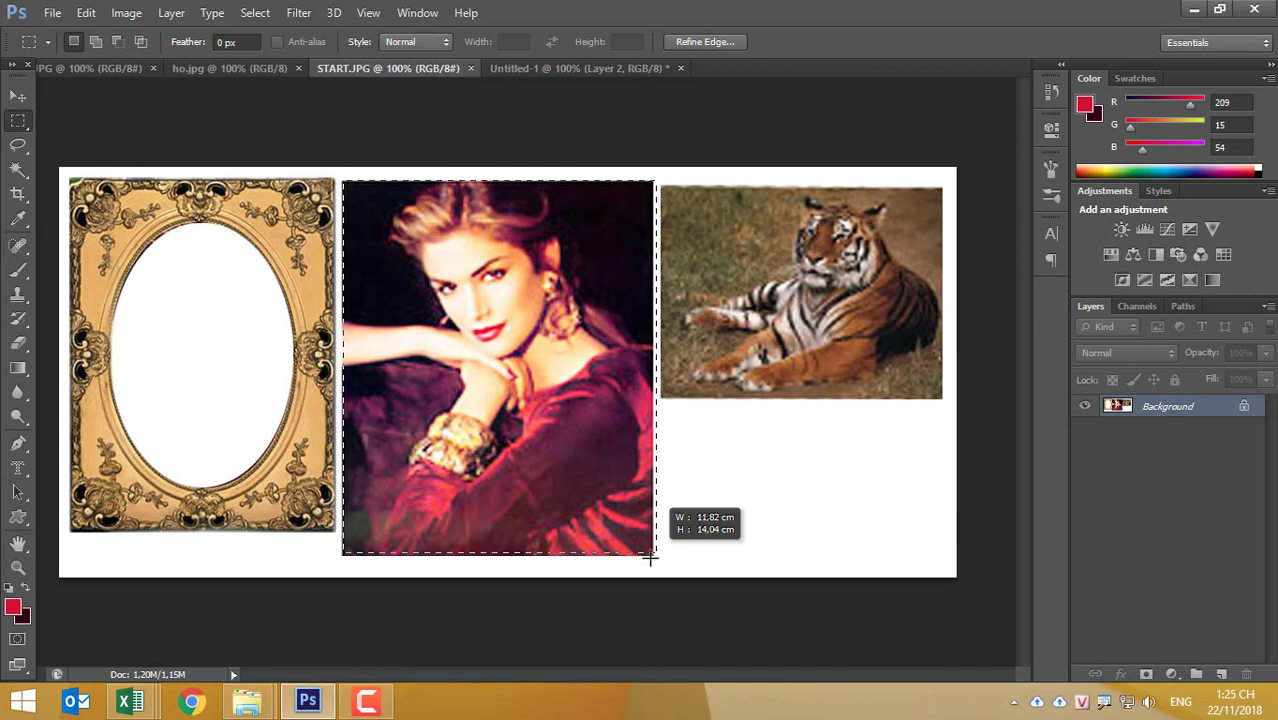 Ps File Edit Image Layer Type Select Filter 3D View Window Help
Feather: 0 px Anti-alias Style: Normal Width: Height: Refine Edge... Essentials
JPG @ 100% (RGB/8#) × ho.jpg @ 100% (RGB/8) × START.JPG @ 100% (RGB/8#) × Untitled-1 @ 100% (Layer 2, RGB/8) * ×
Color Swatches
R 209
G 15
B 54
Adjustments Styles
Add an adjustment
Layers Channels Paths
Kind
Normal Opacity: 100%
Lock: Fill: 100%
Background
W : 11,82 cm
H : 14,04 cm
Doc: 1,20M/1,15M
Ps ENG 1:25 CH
22/11/2018